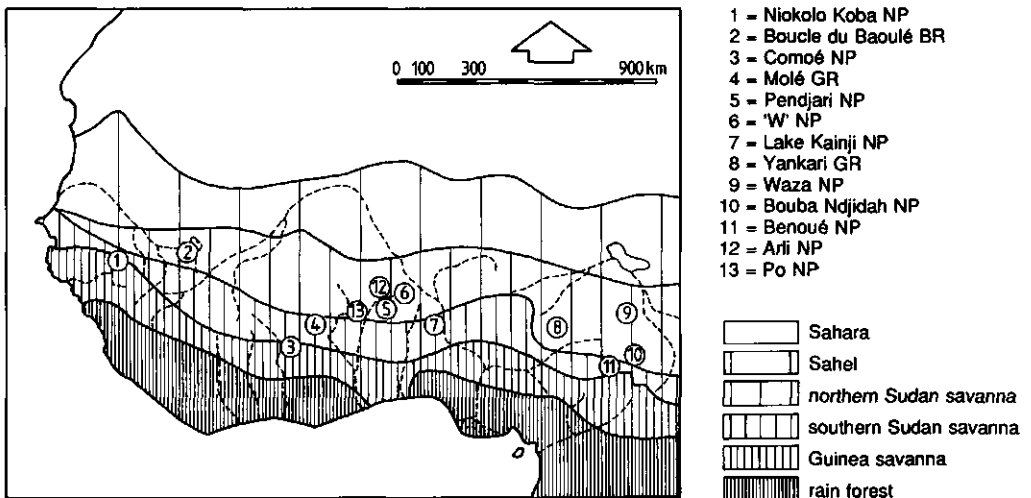 0 100 300 900 km
1
2
3
4
5
6
7
8
9
10
11
12
13
1 = Niokolo Koba NP
2 = Boucle du Baoulé BR
3 = Comoé NP
4 = Molé GR
5 = Pendjari NP
6 = 'W' NP
7 = Lake Kainji NP
8 = Yankari GR
9 = Waza NP
10 = Bouba Ndjidah NP
11 = Benoué NP
12 = Arli NP
13 = Po NP
Sahara
Sahel
northern Sudan savanna
southern Sudan savanna
Guinea savanna
rain forest